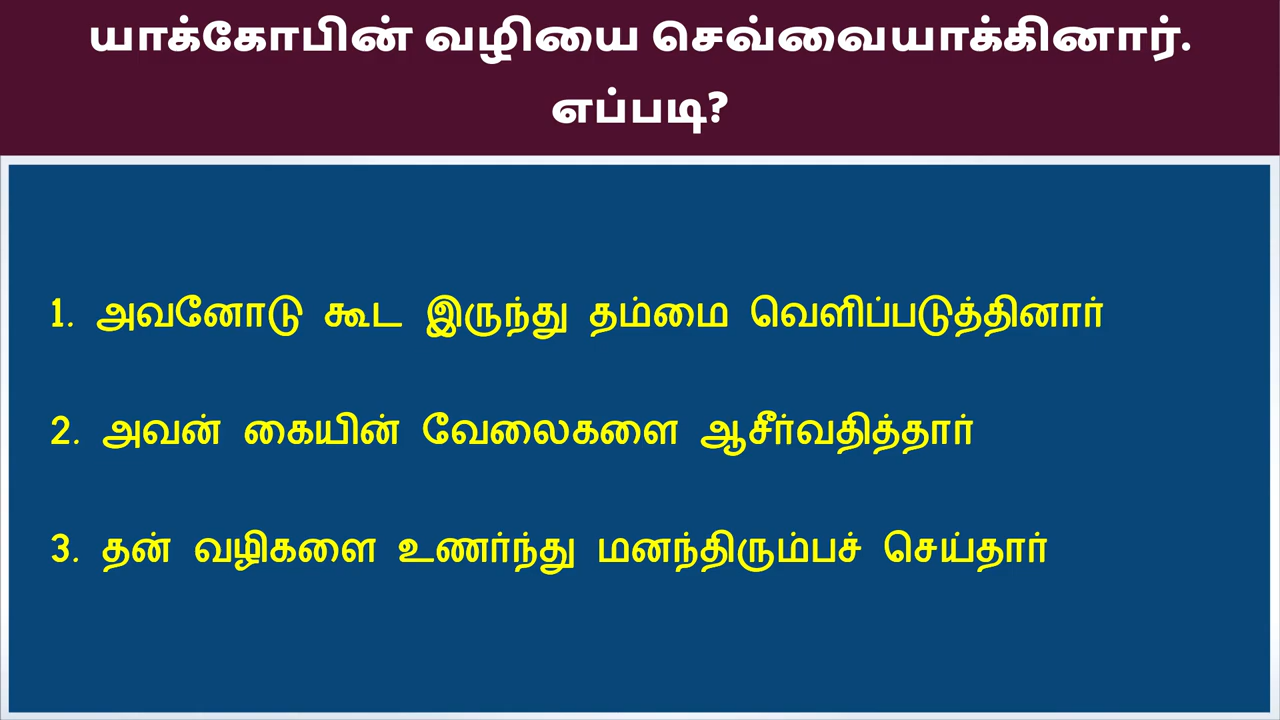 யாக்கோபின் வழியை செவ்வையாக்கினார்.
எப்படி?
1. அவனோடு கூட இருந்து தம்மை வெளிப்படுத்தினார்
2. அவன் கையின் வேலைகளை ஆசீர்வதித்தார்
3. தன் வழிகளை உணர்ந்து மனந்திரும்பச் செய்தார்